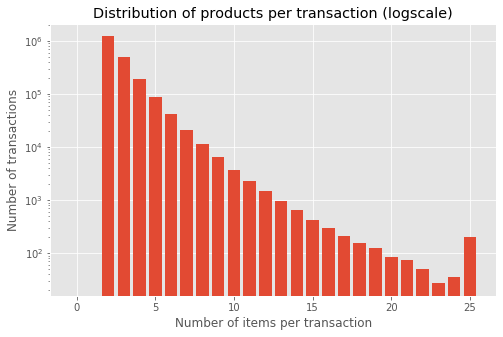 Distribution of products per transaction (logscale)
Number of transactions
10^6
10^5
10^4
10^3
10^2
0 5 10 15 20 25
Number of items per transaction